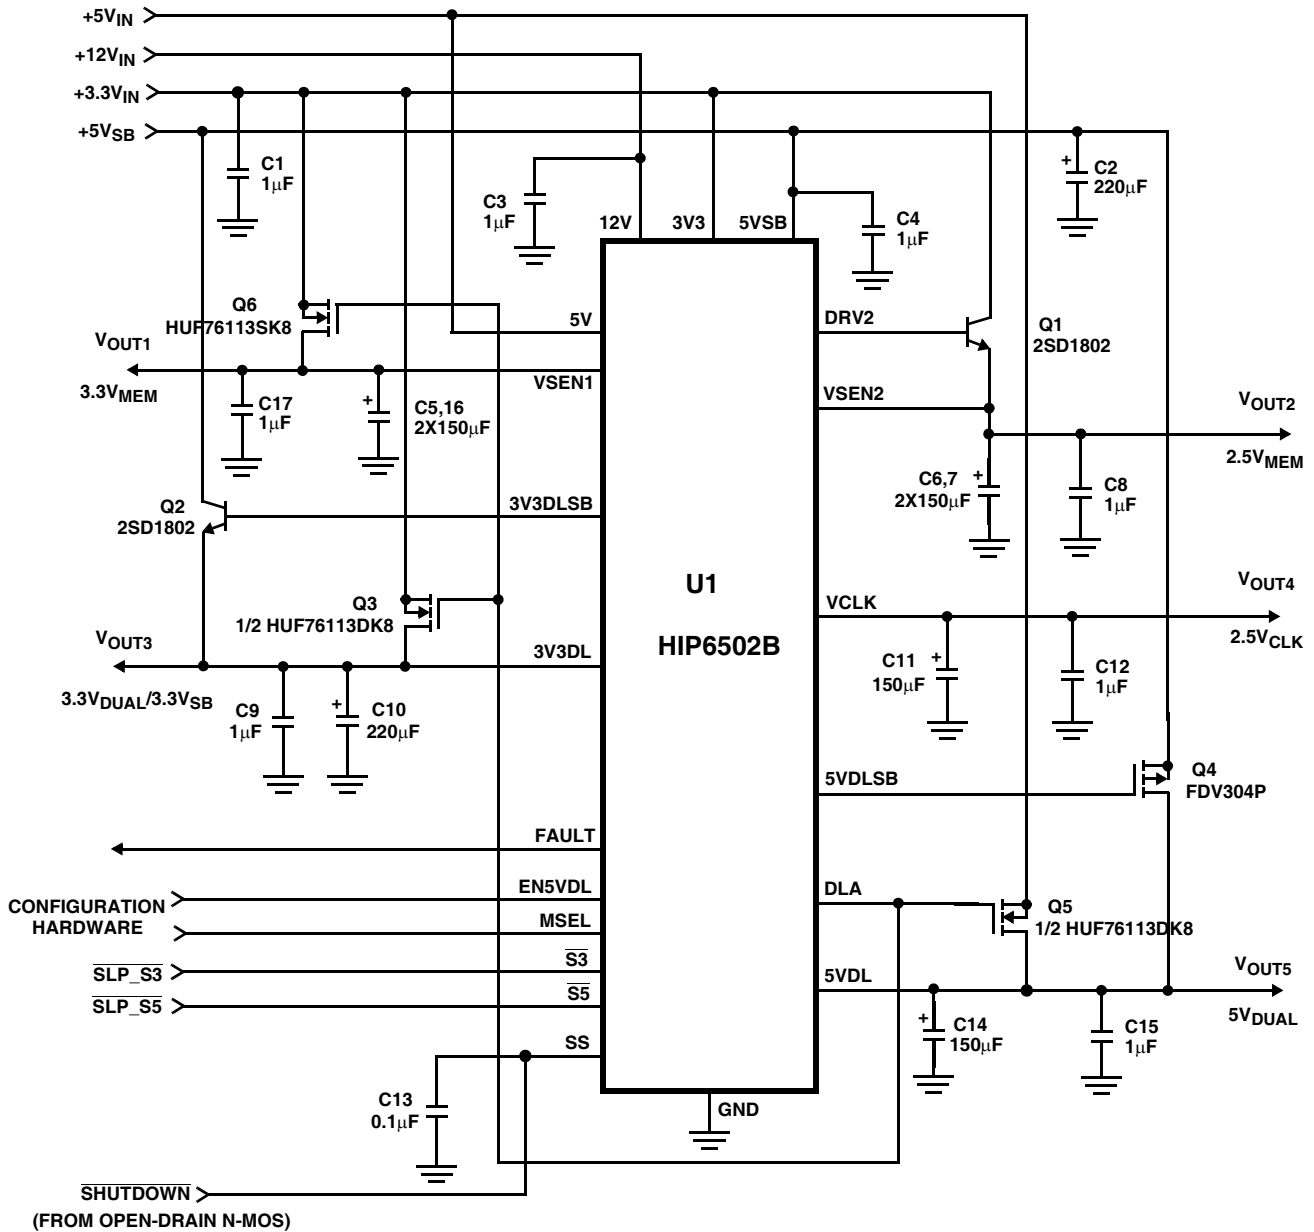 +5VIN
+12VIN
+3.3VIN
+5VSB
C1
1μF
C3
1μF
12V
3V3
5VSB
C4
1μF
C2
220μF
Q6
HUF76113SK8
5V
DRV2
Q1
2SD1802
VOUT1
3.3VMEM
VSEN1
VSEN2
C17
1μF
C5,16
2X150μF
VOUT2
2.5VMEM
C6,7
2X150μF
C8
1μF
Q2
2SD1802
3V3DLSB
U1
HIP6502B
Q3
1/2 HUF76113DK8
VCLK
VOUT4
2.5VCLK
VOUT3
3.3VDUAL/3.3VSB
3V3DL
C11
150μF
C12
1μF
C9
1μF
C10
220μF
5VDLSB
Q4
FDV304P
FAULT
CONFIGURATION
HARDWARE
EN5VDL
MSEL
DLA
Q5
1/2 HUF76113DK8
SLP_S3
S3
SLP_S5
S5
5VDL
VOUT5
5VDUAL
SS
C14
150μF
C15
1μF
C13
0.1μF
GND
SHUTDOWN
(FROM OPEN-DRAIN N-MOS)